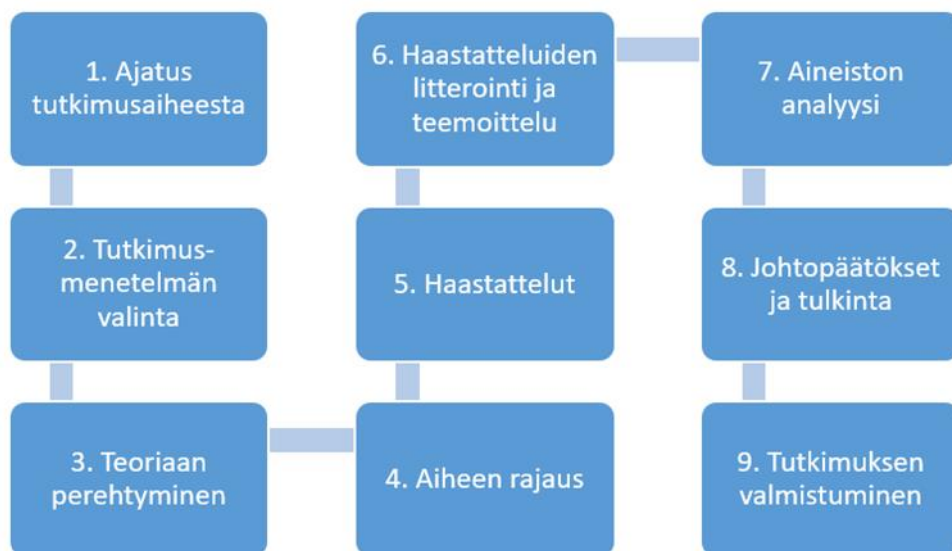 1. Ajatus
tutkimusaiheesta
2. Tutkimus-
menetelmän
valinta
3. Teoriaan
perehtyminen
4. Aiheen rajaus
5. Haastattelut
6. Haastatteluiden
litterointi ja
teemoittelu
7. Aineiston
analyysi
8. Johtopäätökset
ja tulkinta
9. Tutkimuksen
valmistuminen